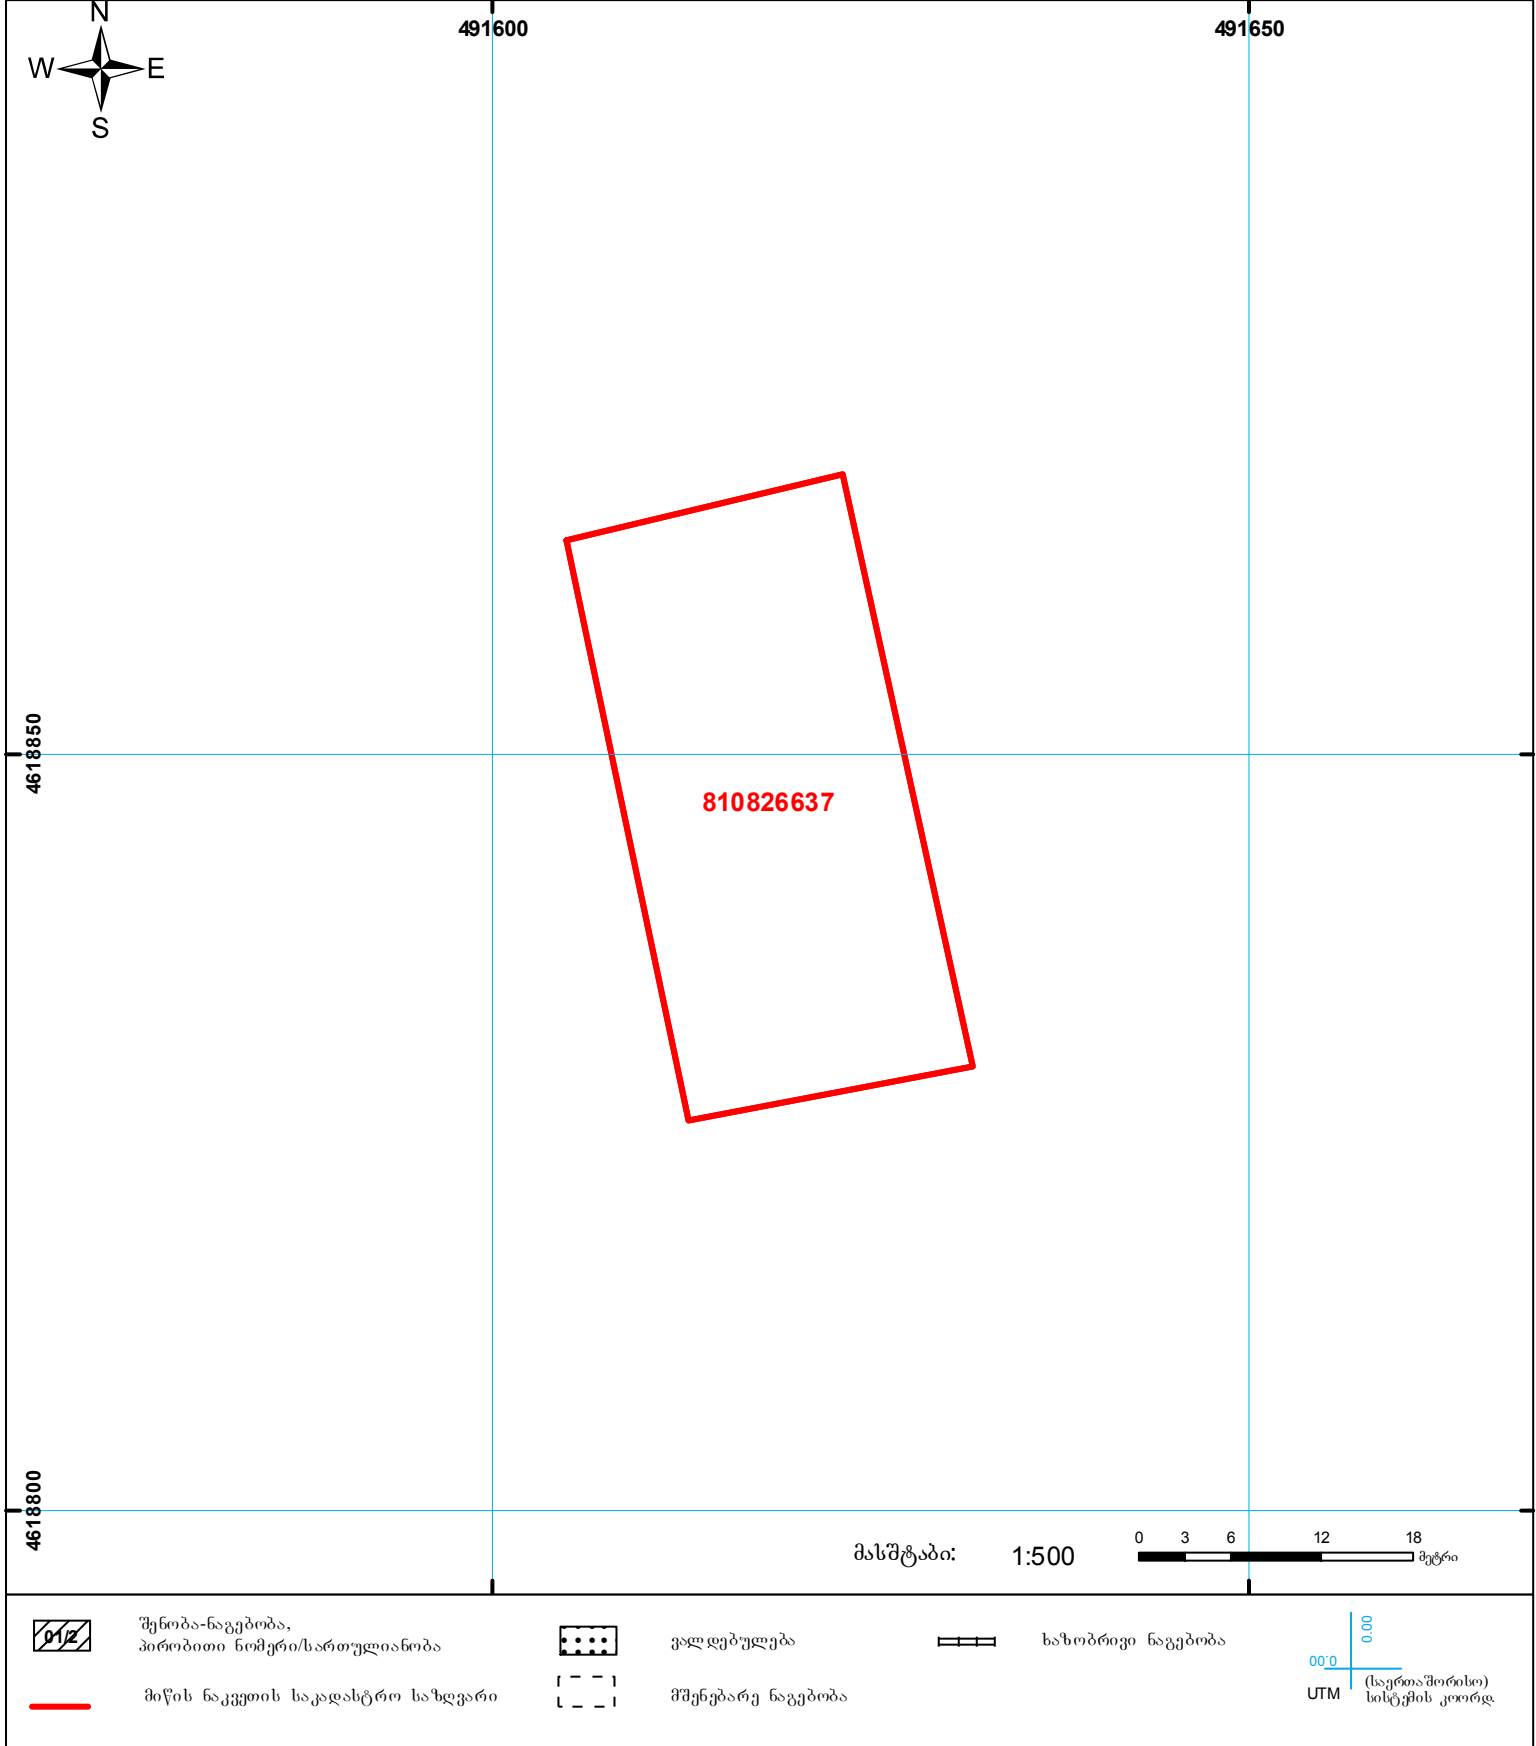 N
W E
S
491600 491650
4618850
810826637
4618800
მასშტაბი: 1:500
0 3 6 12 18
მეტრი
01/2
შენობა-ნაგებობა,
პირობითი ნომერი/სართულიანობა
ვალდებულება
ხაზობრივი ნაგებობა
მიწის ნაკვეთის საკადასტრო საზღვარი
მშენებარე ნაგებობა
0.00
0.00
UTM
(საერთაშორისო)
სისტემის კოორდ.